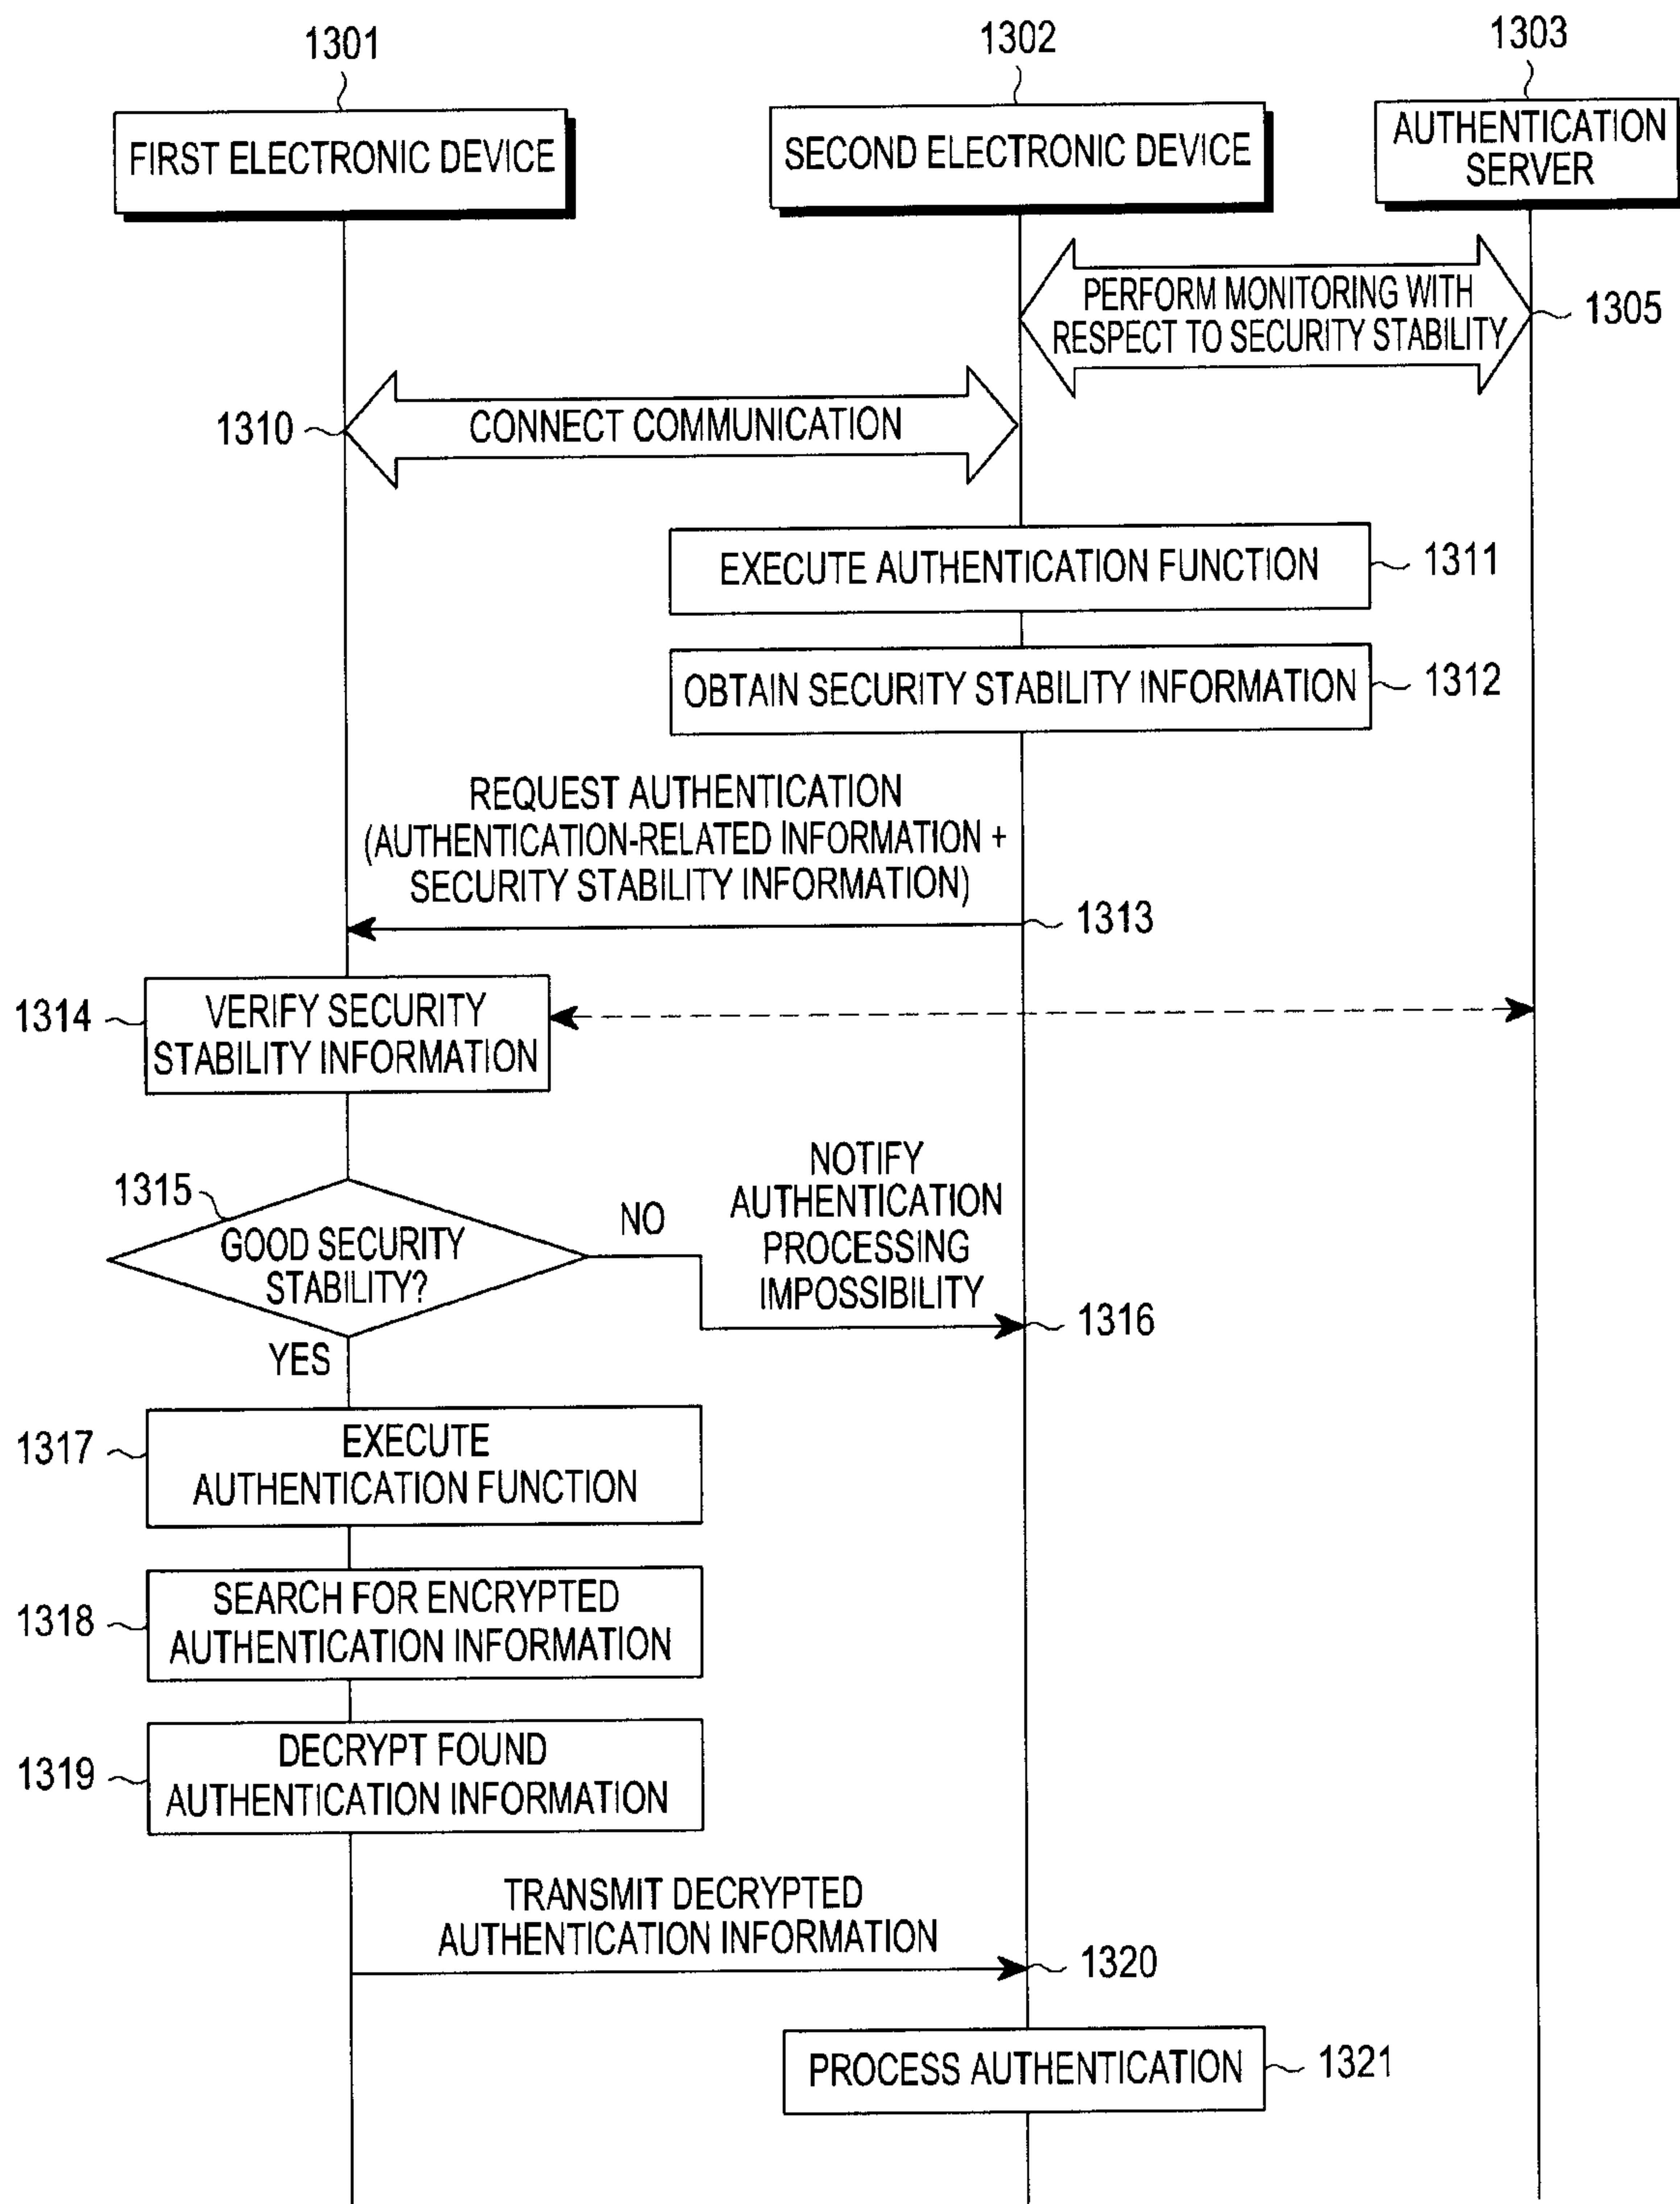 1301
1302
1303
FIRST ELECTRONIC DEVICE
SECOND ELECTRONIC DEVICE
AUTHENTICATION
SERVER
PERFORM MONITORING WITH
RESPECT TO SECURITY STABILITY
1305
1310
CONNECT COMMUNICATION
EXECUTE AUTHENTICATION FUNCTION
1311
OBTAIN SECURITY STABILITY INFORMATION
1312
REQUEST AUTHENTICATION
(AUTHENTICATION-RELATED INFORMATION +
SECURITY STABILITY INFORMATION)
1313
1314
VERIFY SECURITY
STABILITY INFORMATION
1315
GOOD SECURITY
STABILITY?
NO
NOTIFY
AUTHENTICATION
PROCESSING
IMPOSSIBILITY
1316
YES
1317
EXECUTE
AUTHENTICATION FUNCTION
1318
SEARCH FOR ENCRYPTED
AUTHENTICATION INFORMATION
1319
DECRYPT FOUND
AUTHENTICATION INFORMATION
TRANSMIT DECRYPTED
AUTHENTICATION INFORMATION
1320
PROCESS AUTHENTICATION
1321